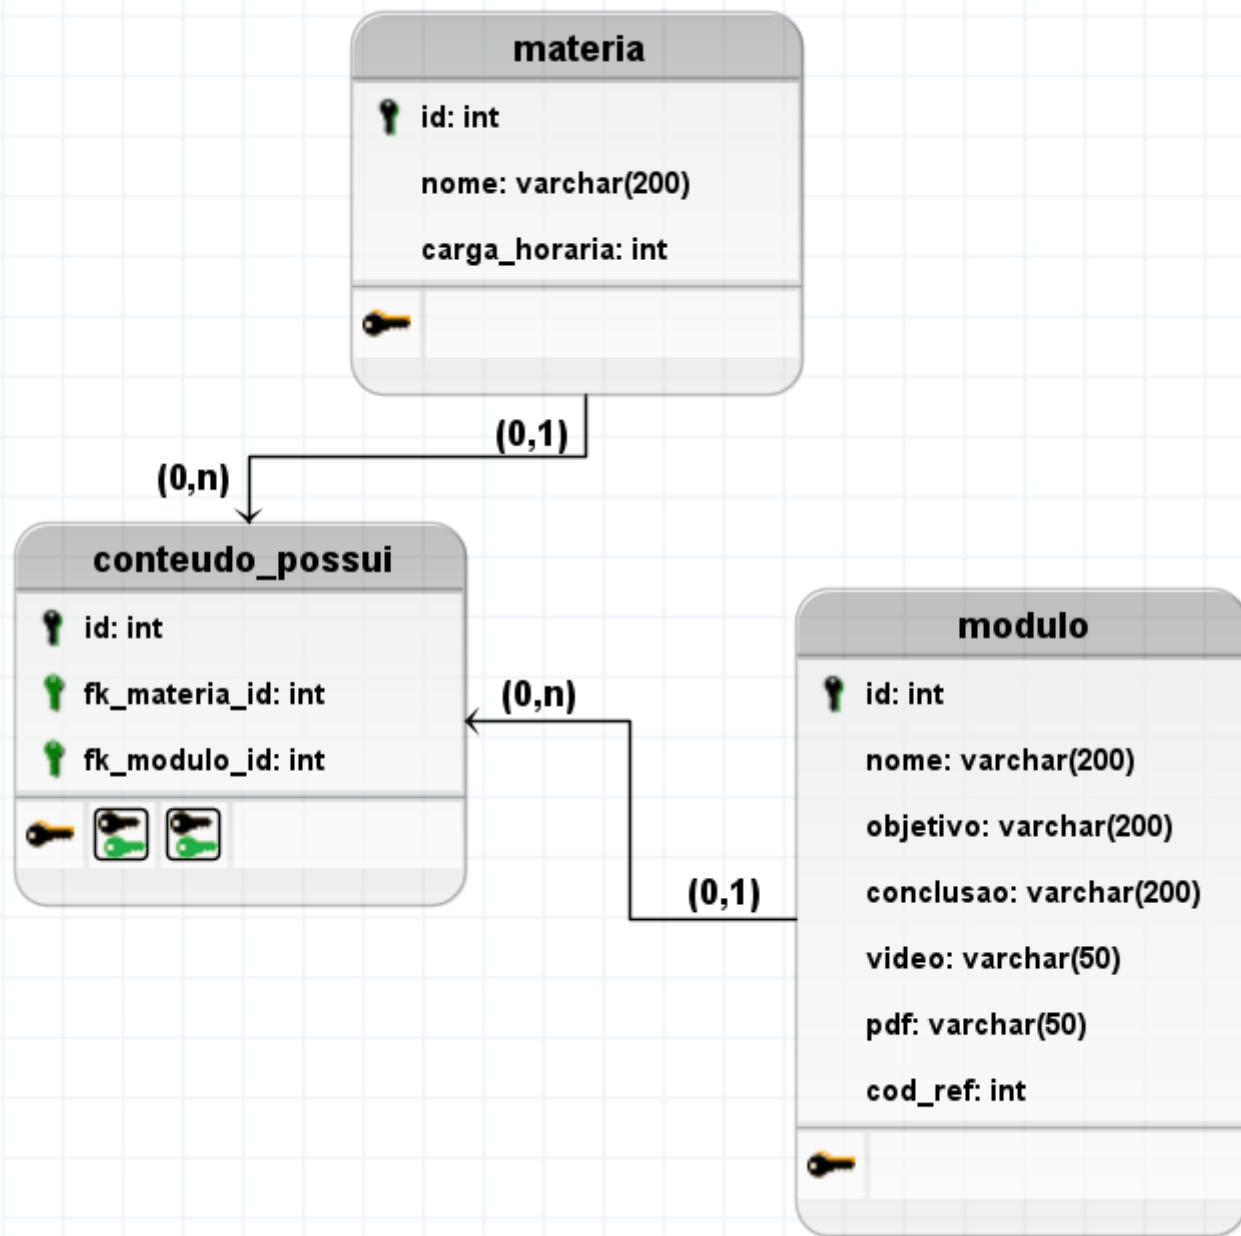 materia
id: int
nome: varchar(200)
carga_horaria: int
(0,1)
(0,n)
conteudo_possui
id: int
fk_materia_id: int
fk_modulo_id: int
(0,n)
(0,1)
modulo
id: int
nome: varchar(200)
objetivo: varchar(200)
conclusao: varchar(200)
video: varchar(50)
pdf: varchar(50)
cod_ref: int